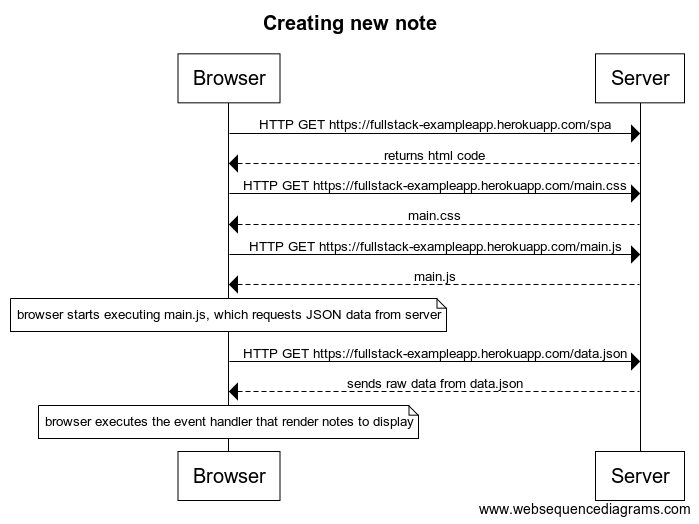 Creating new note
Browser
Server
HTTP GET https://fullstack-exampleapp.herokuapp.com/spa
returns html code
HTTP GET https://fullstack-exampleapp.herokuapp.com/main.css
main.css
HTTP GET https://fullstack-exampleapp.herokuapp.com/main.js
main.js
browser starts executing main.js, which requests JSON data from server
HTTP GET https://fullstack-exampleapp.herokuapp.com/data.json
sends raw data from data.json
browser executes the event handler that render notes to display
Browser
Server
www.websequencediagrams.com